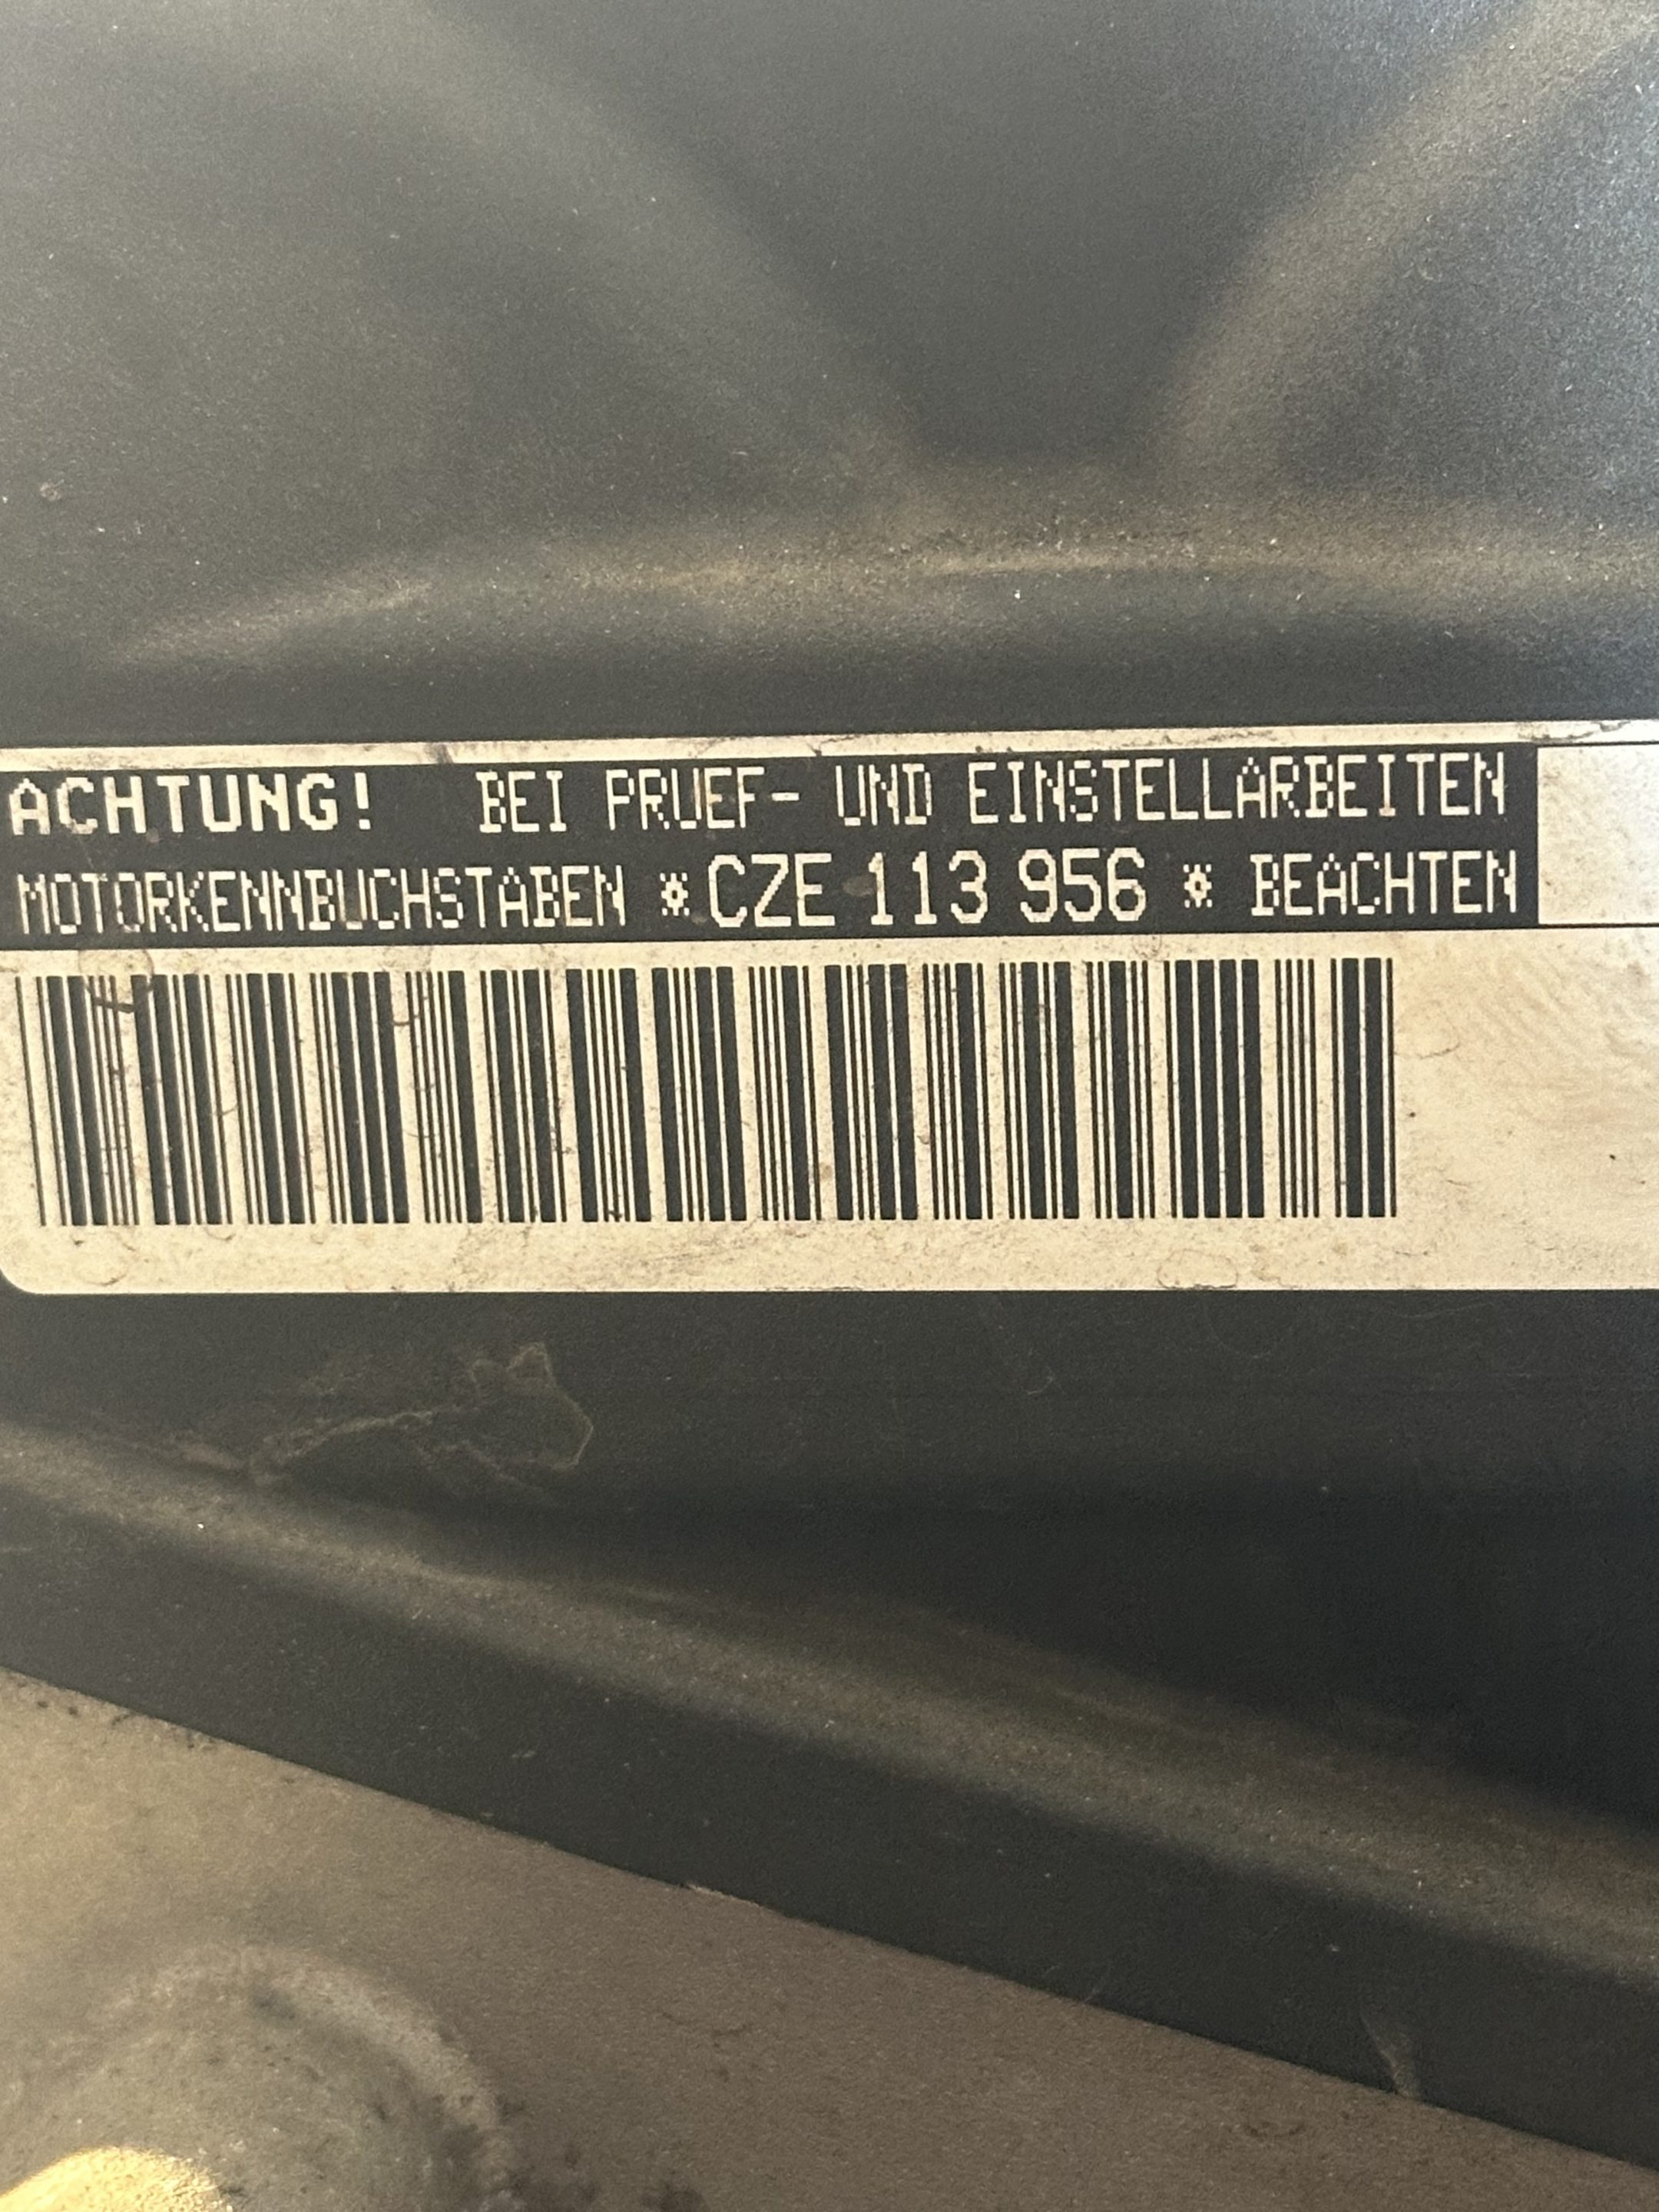 ACHTUNG! BEI PRUEF- UND EINSTELLARBEITEN
MOTORKENNBUCHSTABEN * CZE 113 956 * BEACHTEN